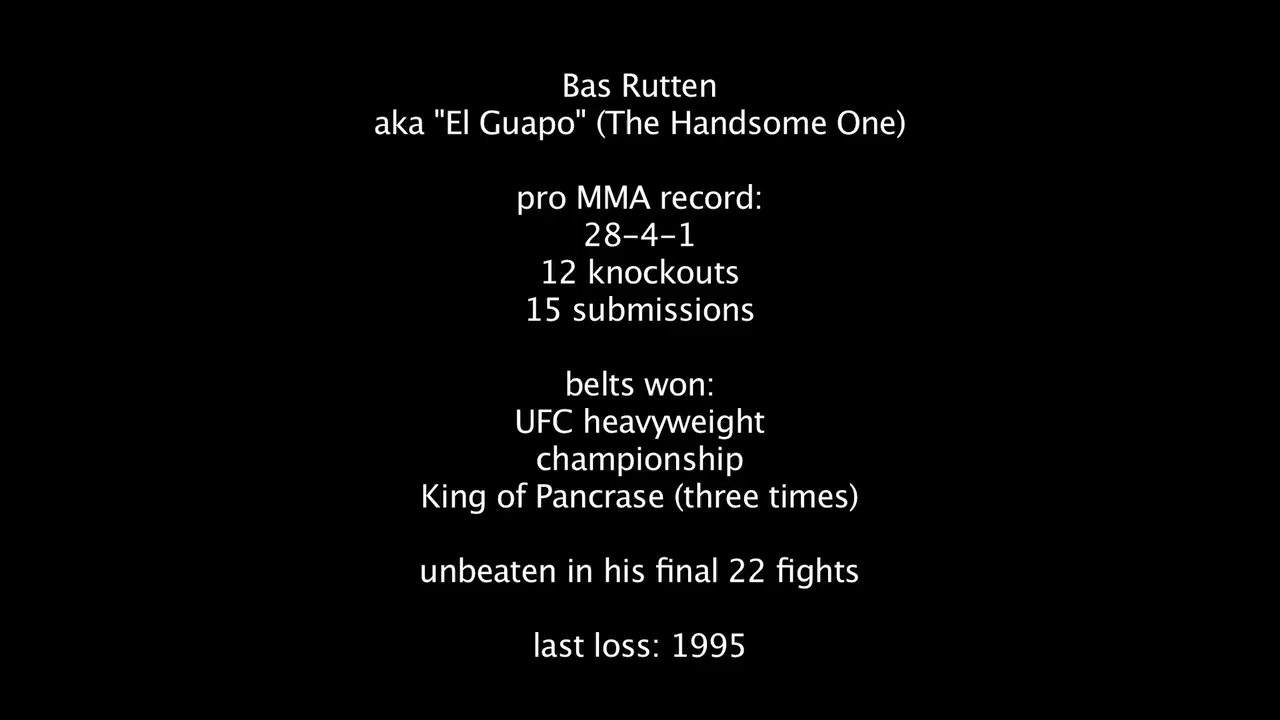 Bas Rutten
aka "El Guapo" (The Handsome One)
pro MMA record:
28-4-1
12 knockouts
15 submissions
belts won:
UFC heavyweight
championship
King of Pancrase (three times)
unbeaten in his final 22 fights
last loss: 1995